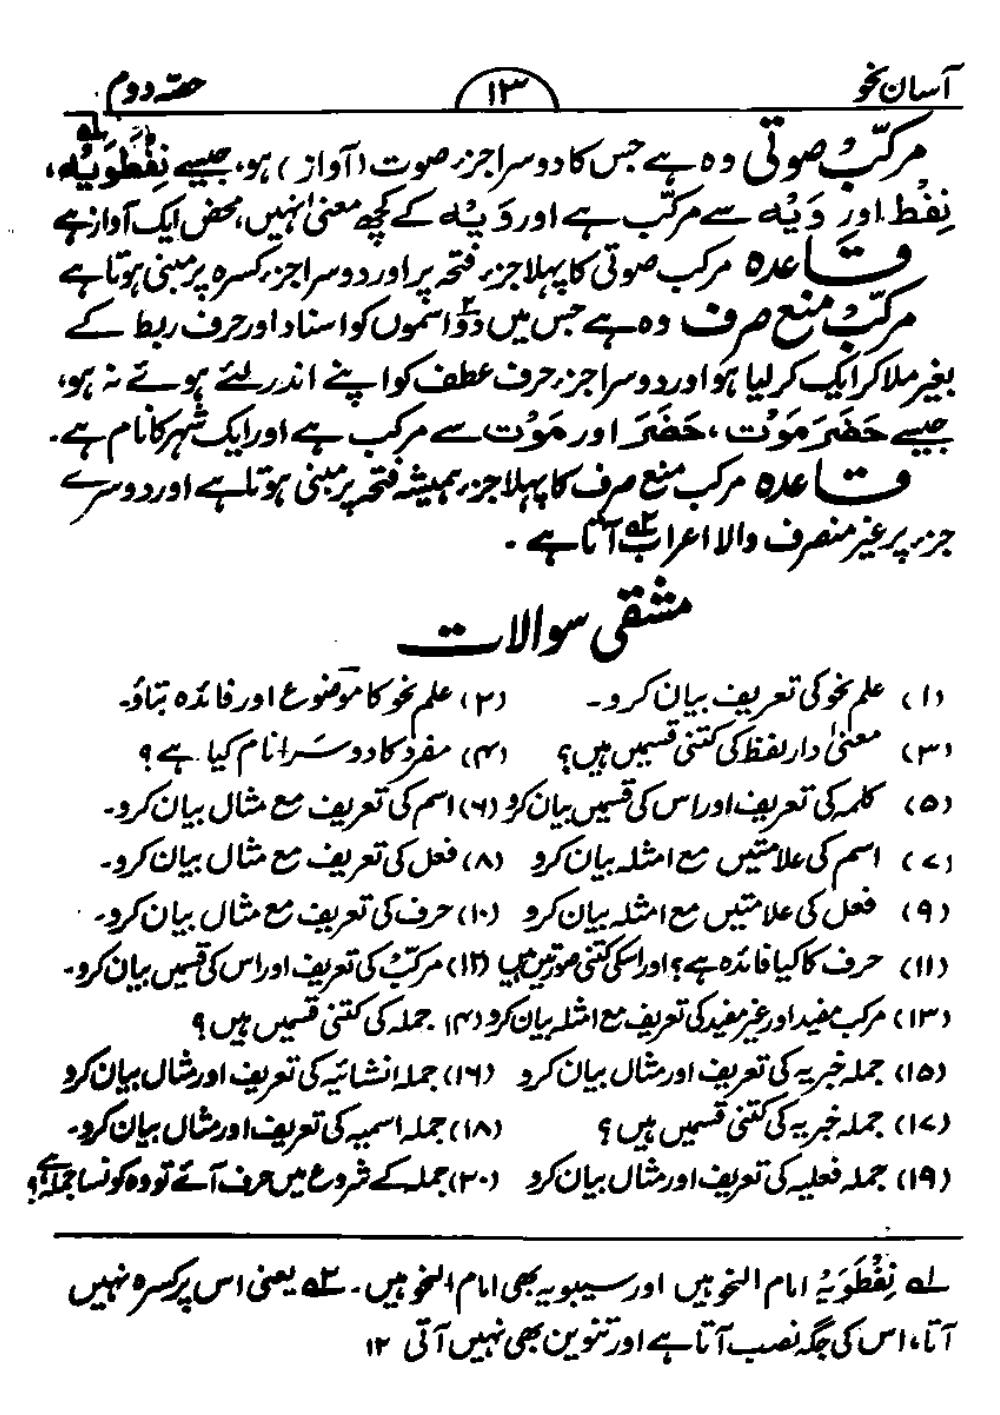 آسان نحو ۱۳ حصّہ دوم
مرکّبِ صوتی وہ ہے جس کا دوسرا جزء صوت (آواز) ہو، جیسے نِفْطَوَیْہِ لہ،
نِفْط اور وَیْہ سے مرکّب ہے اور وَیْہ کے کچھ معنیٰ نہیں، محض ایک آواز ہے
قاعدہ مرکب صوتی کا پہلا جزء فتحہ پر اور دوسرا جزء کسرہ پر مبنی ہوتا ہے
مرکّبِ منع صرف وہ ہے جس میں دو۲ اسموں کو اسناد اور حرف ربط کے
بغیر ملا کر ایک کر لیا ہو اور دوسرا جزء حرف عطف کو اپنے اندر لئے ہوئے نہ ہو،
جیسے حَضَرَمَوْت، حَضَرَ اور مَوْت سے مرکب ہے اور ایک شہر کا نام ہے۔
قاعدہ مرکب منع صرف کا پہلا جزء ہمیشہ فتحہ پر مبنی ہوتا ہے اور دوسرے
جزء پر غیر منصرف والا اعراب ۲ہ آتا ہے۔
مشقی سوالات
(۱) علم نحو کی تعریف بیان کرو۔ (۲) علم نحو کا موضوع اور فائدہ بتاؤ۔
(۳) معنیٰ دار لفظ کی کتنی قسمیں ہیں؟ (۴) مفرد کا دوسرا نام کیا ہے؟
(۵) کلمہ کی تعریف اور اس کی قسمیں بیان کرو (۶) اسم کی تعریف مع مثال بیان کرو۔
(۷) اسم کی علامتیں مع امثلہ بیان کرو (۸) فعل کی تعریف مع مثال بیان کرو۔
(۹) فعل کی علامتیں مع امثلہ بیان کرو (۱۰) حرف کی تعریف مع مثال بیان کرو۔
(۱۱) حرف کا کیا فائدہ ہے؟ اور اسکی کتنی صورتیں ہیں (۱۲) مرکّب کی تعریف اور اس کی قسمیں بیان کرو۔
(۱۳) مرکب مفید اور غیر مفید کی تعریف مع امثلہ بیان کرو (۱۴) جملہ کی کتنی قسمیں ہیں؟
(۱۵) جملہ خبریہ کی تعریف اور مثال بیان کرو (۱۶) جملہ انشائیہ کی تعریف اور مثال بیان کرو
(۱۷) جملہ خبریہ کی کتنی قسمیں ہیں؟ (۱۸) جملہ اسمیہ کی تعریف اور مثال بیان کرو۔
(۱۹) جملہ فعلیہ کی تعریف اور مثال بیان کرو (۲۰) جملہ کے شروع میں حرف آئے تو وہ کونسا جملہ ہے؟
لہ نِفْطَوَیْہِ امام النحو ہیں اور سیبویہ بھی امام النحو ہیں۔ ۲ہ یعنی اس پر کسرہ نہیں
آتا، اس کی جگہ نصب آتا ہے اور تنوین بھی نہیں آتی ۱۲